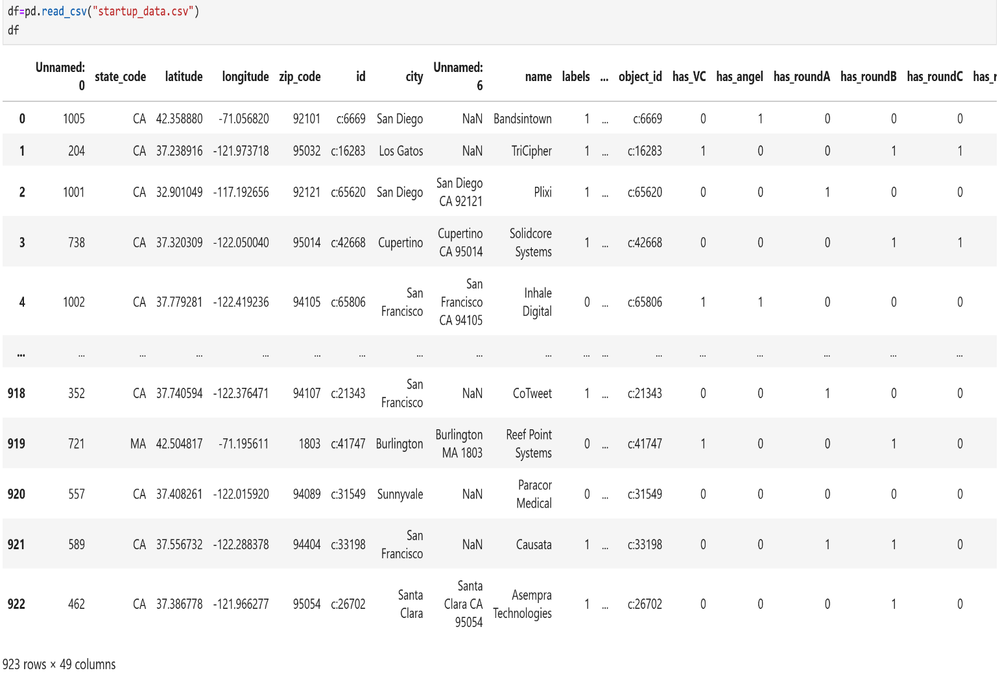 df=pd.read_csv("startup_data.csv")
df
Unnamed: 0 state_code latitude longitude zip_code id city Unnamed: 6 name labels ... object_id has_VC has_angel has_roundA has_roundB has_roundC has_r
0 1005 CA 42.358880 -71.056820 92101 c:6669 San Diego NaN Bandsintown 1 ... c:6669 0 1 0 0 0
1 204 CA 37.238916 -121.973718 95032 c:16283 Los Gatos NaN TriCipher 1 ... c:16283 1 0 0 1 1
2 1001 CA 32.901049 -117.192656 92121 c:65620 San Diego San Diego CA 92121 Plixi 1 ... c:65620 0 0 1 0 0
3 738 CA 37.320309 -122.050040 95014 c:42668 Cupertino Cupertino CA 95014 Solidcore Systems 1 ... c:42668 0 0 0 1 1
4 1002 CA 37.779281 -122.419236 94105 c:65806 San Francisco San Francisco CA 94105 Inhale Digital 0 ... c:65806 1 1 0 0 0
... ... ... ... ... ... ... ... ... ... ... ... ... ... ... ... ... ...
918 352 CA 37.740594 -122.376471 94107 c:21343 San Francisco NaN CoTweet 1 ... c:21343 0 0 1 0 0
919 721 MA 42.504817 -71.195611 1803 c:41747 Burlington Burlington MA 1803 Reef Point Systems 0 ... c:41747 1 0 0 1 0
920 557 CA 37.408261 -122.015920 94089 c:31549 Sunnyvale NaN Paracor Medical 0 ... c:31549 0 0 0 0 0
921 589 CA 37.556732 -122.288378 94404 c:33198 San Francisco NaN Causata 1 ... c:33198 0 0 1 1 0
922 462 CA 37.386778 -121.966277 95054 c:26702 Santa Clara Santa Clara CA 95054 Asempra Technologies 1 ... c:26702 0 0 0 1 0
923 rows × 49 columns